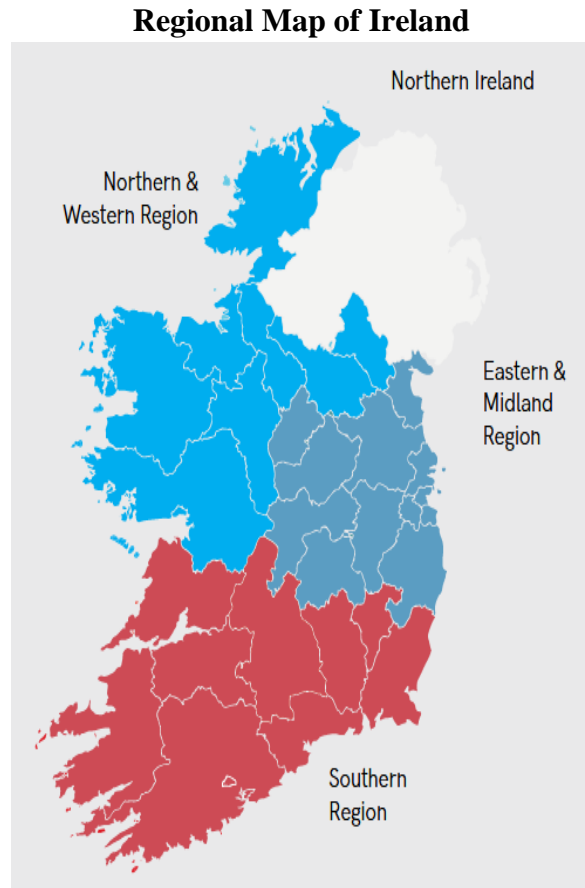 Regional Map of Ireland
Northern Ireland
Northern &
Western Region
Eastern &
Midland
Region
Southern
Region